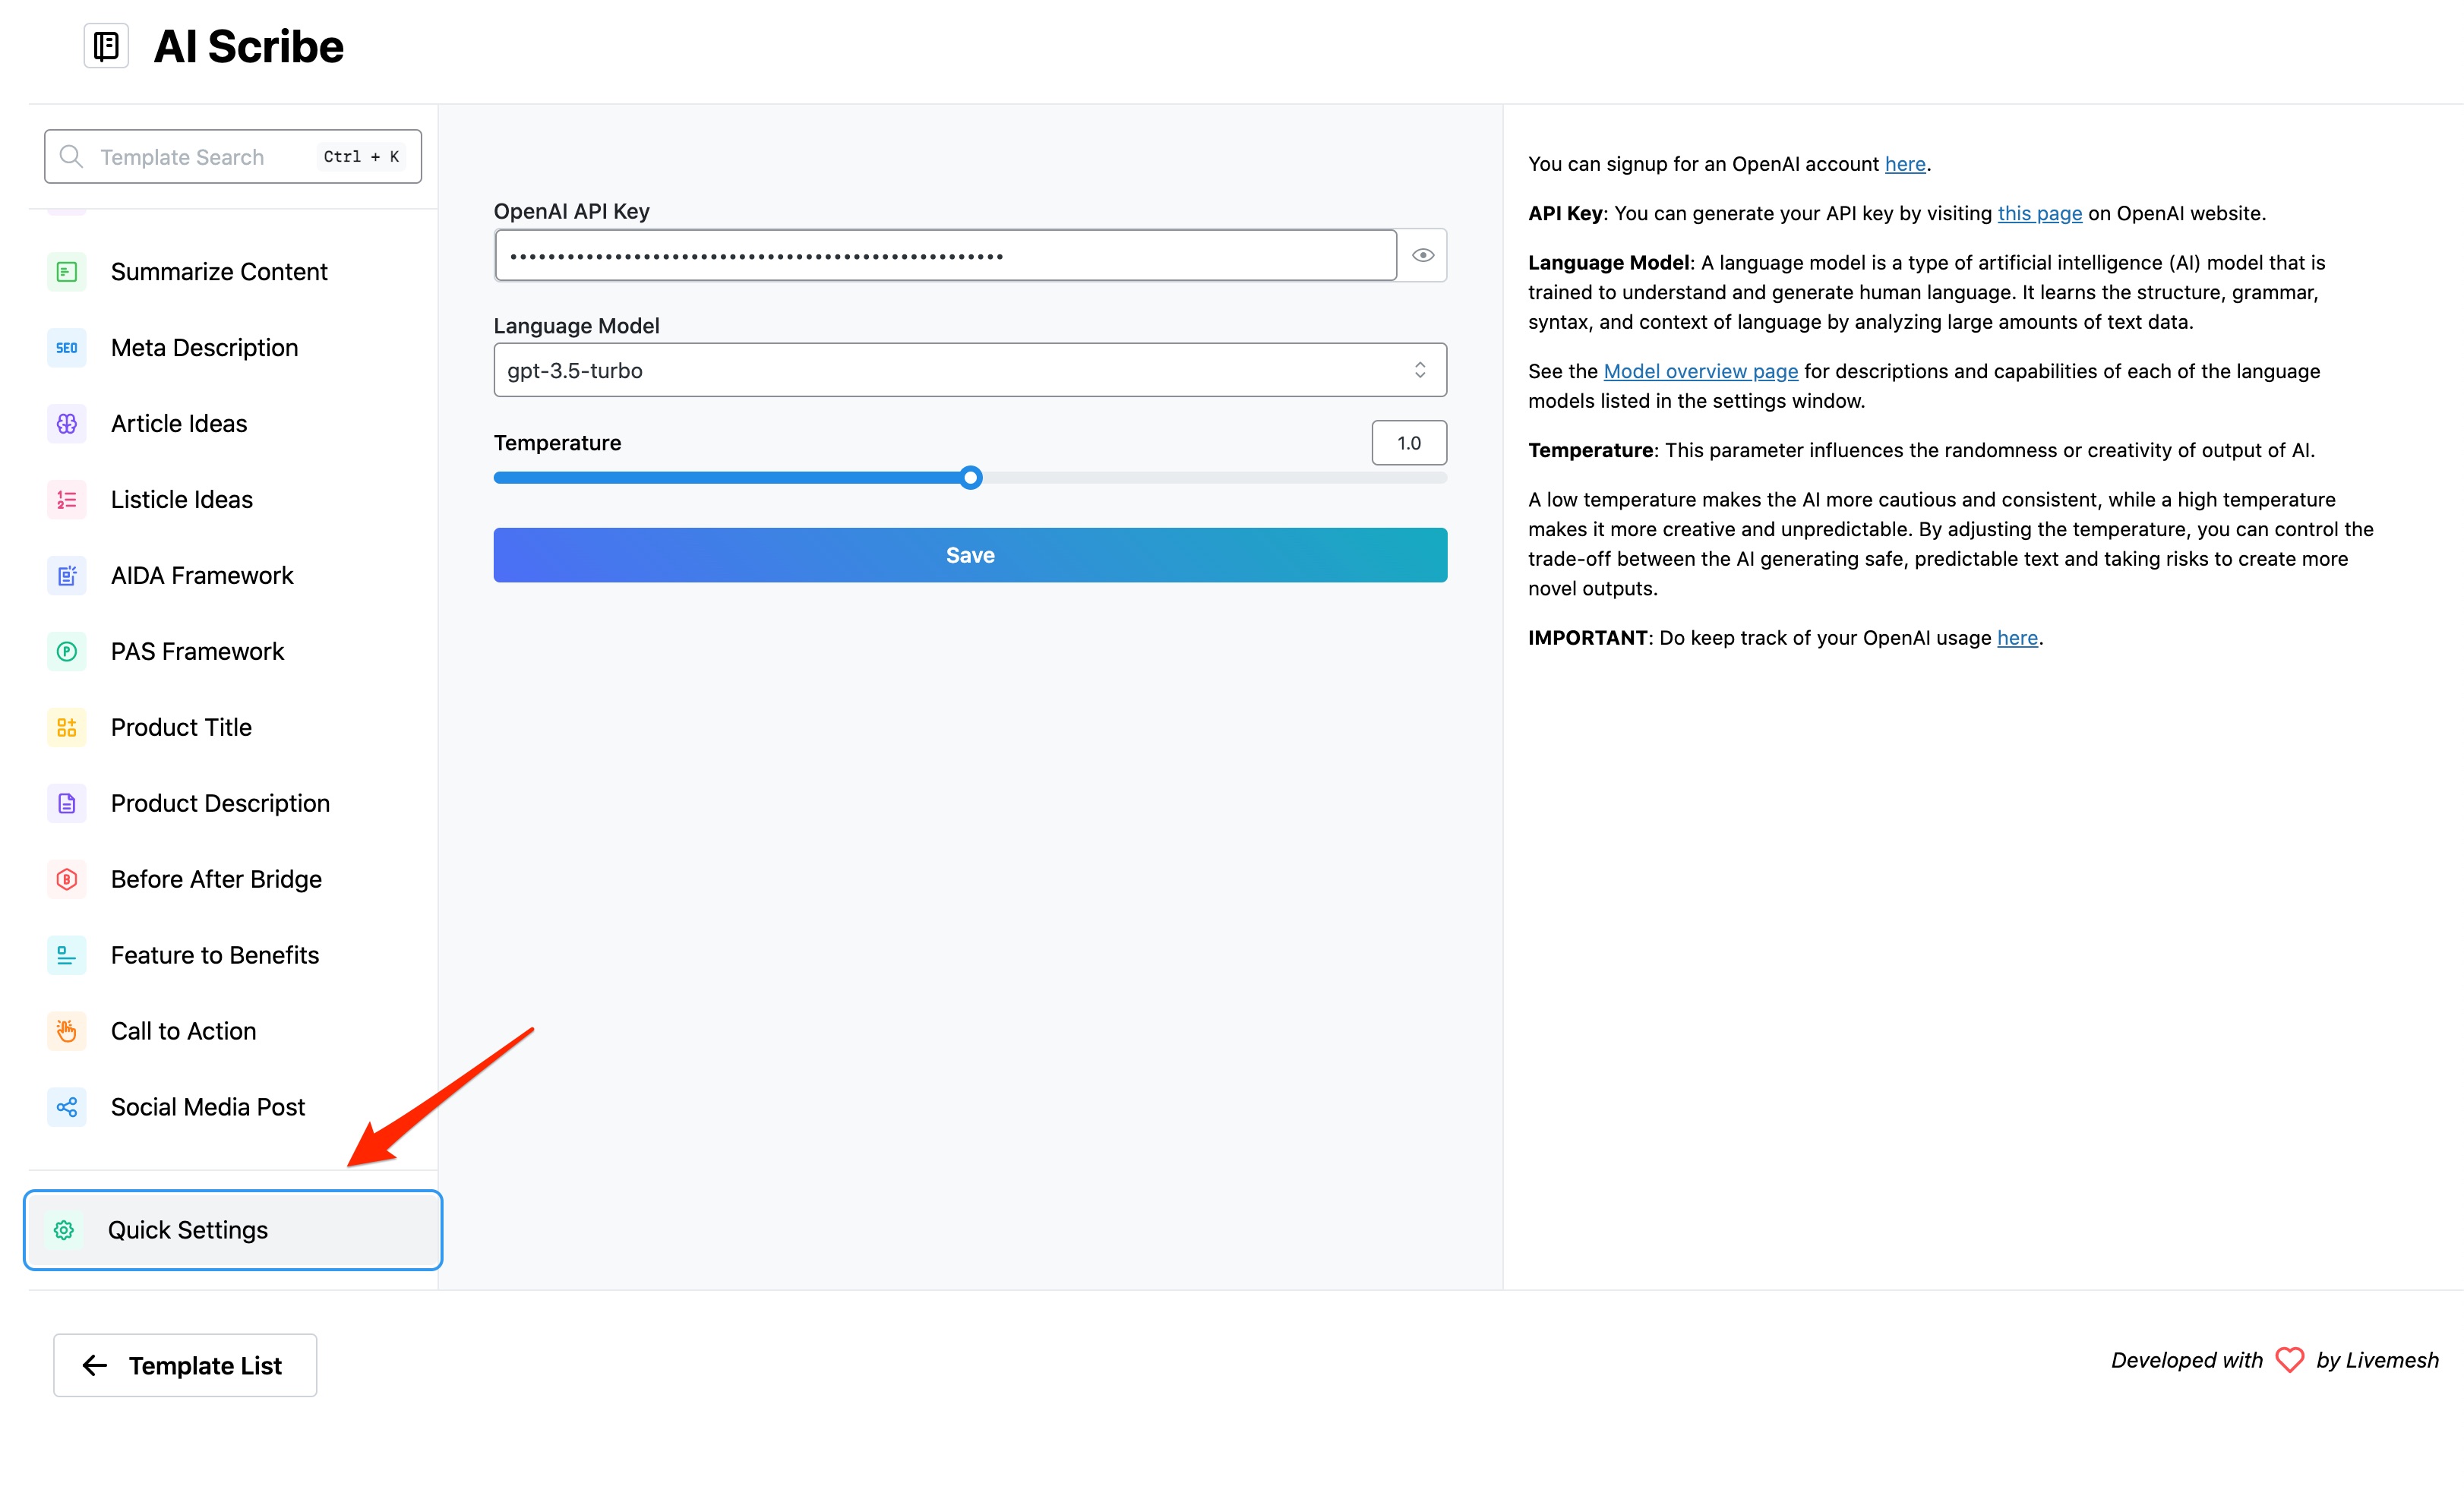 AI Scribe
Template Search
Ctrl + K
Summarize Content
SEO
Meta Description
Article Ideas
1
2
Listicle Ideas
AIDA Framework
P
PAS Framework
Product Title
Product Description
B
Before After Bridge
Feature to Benefits
Call to Action
Social Media Post
Quick Settings
OpenAI API Key
••••••••••••••••••••••••••••••••••••••••••••••••••••
Language Model
gpt-3.5-turbo
Temperature
1.0
Save
You can signup for an OpenAI account here.
API Key: You can generate your API key by visiting this page on OpenAI website.
Language Model: A language model is a type of artificial intelligence (AI) model that is
trained to understand and generate human language. It learns the structure, grammar,
syntax, and context of language by analyzing large amounts of text data.
See the Model overview page for descriptions and capabilities of each of the language
models listed in the settings window.
Temperature: This parameter influences the randomness or creativity of output of AI.
A low temperature makes the AI more cautious and consistent, while a high temperature
makes it more creative and unpredictable. By adjusting the temperature, you can control the
trade-off between the AI generating safe, predictable text and taking risks to create more
novel outputs.
IMPORTANT: Do keep track of your OpenAI usage here.
Template List
Developed with by Livemesh